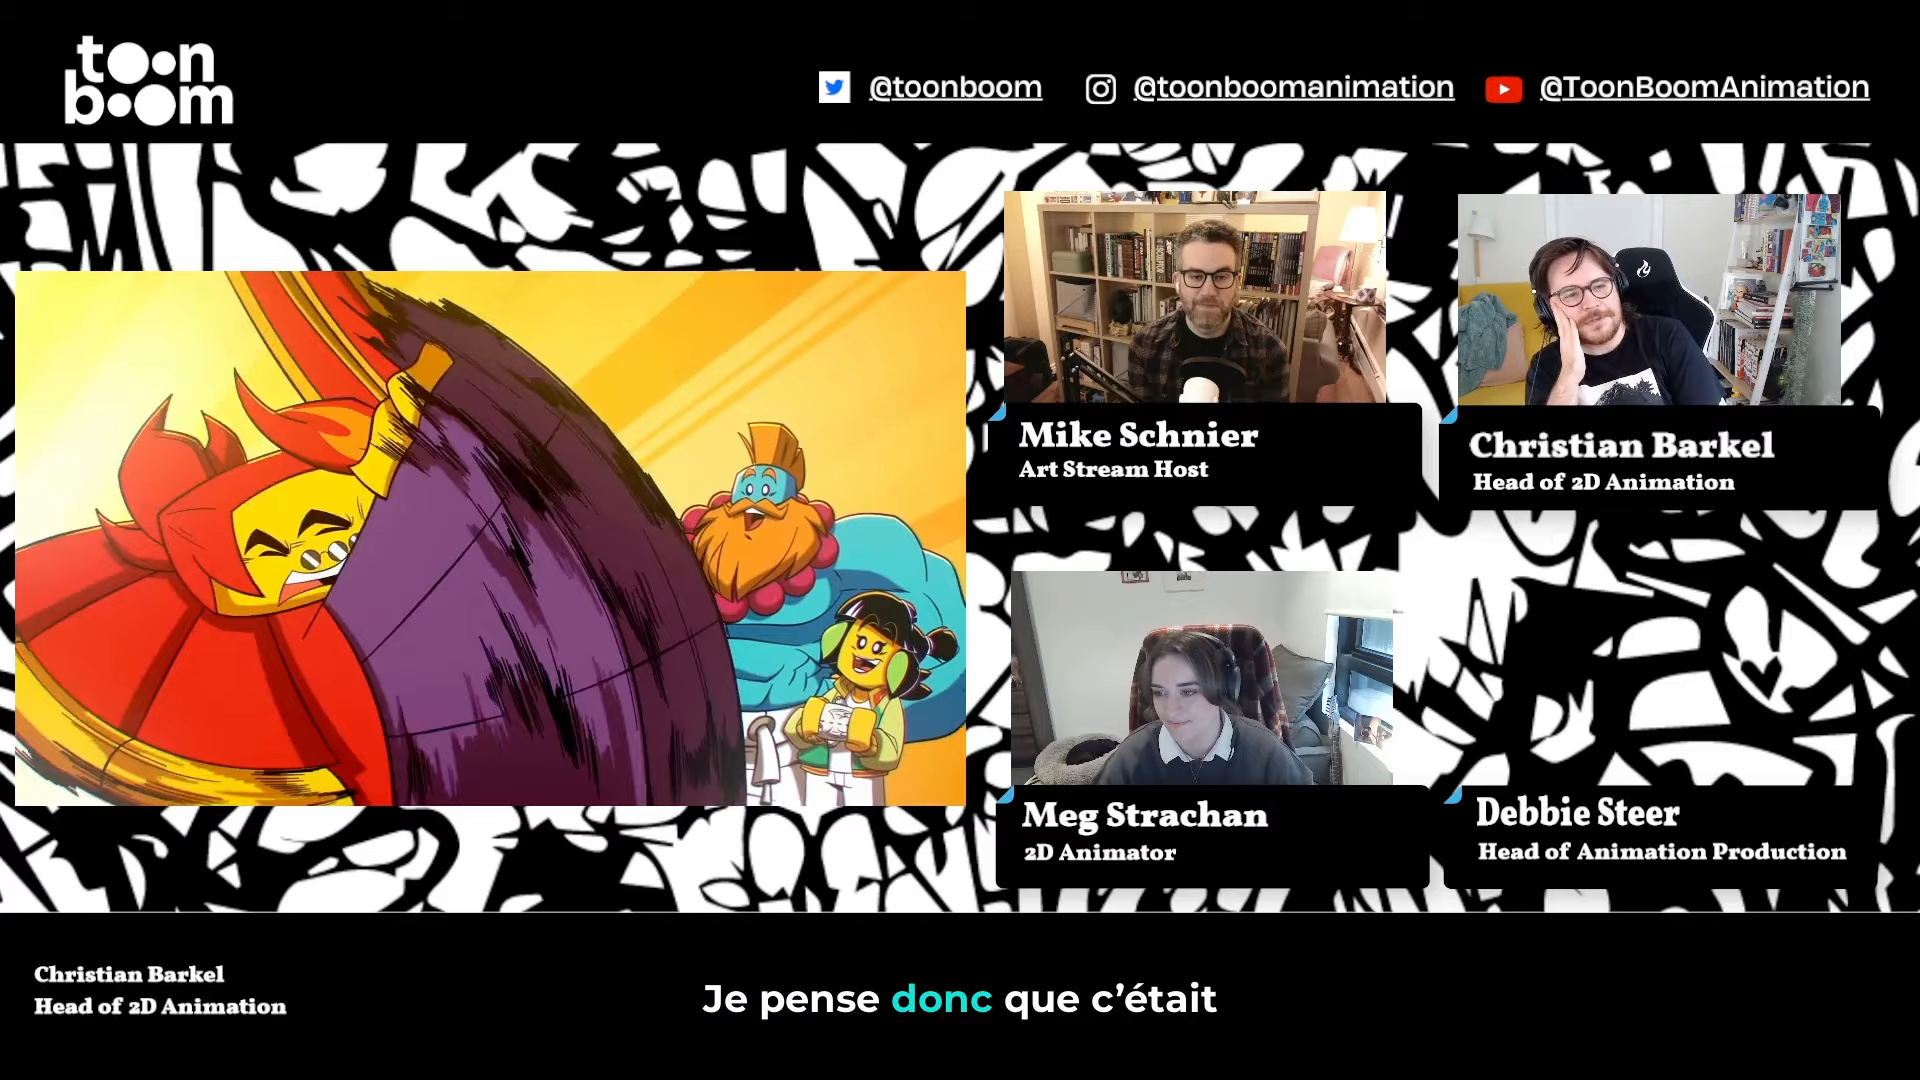 toon
boom
@toonboom
@toonboomanimation
@ToonBoomAnimation
Mike Schnier
Art Stream Host
Christian Barkel
Head of 2D Animation
Meg Strachan
2D Animator
Debbie Steer
Head of Animation Production
Christian Barkel
Head of 2D Animation
Je pense donc que c’était